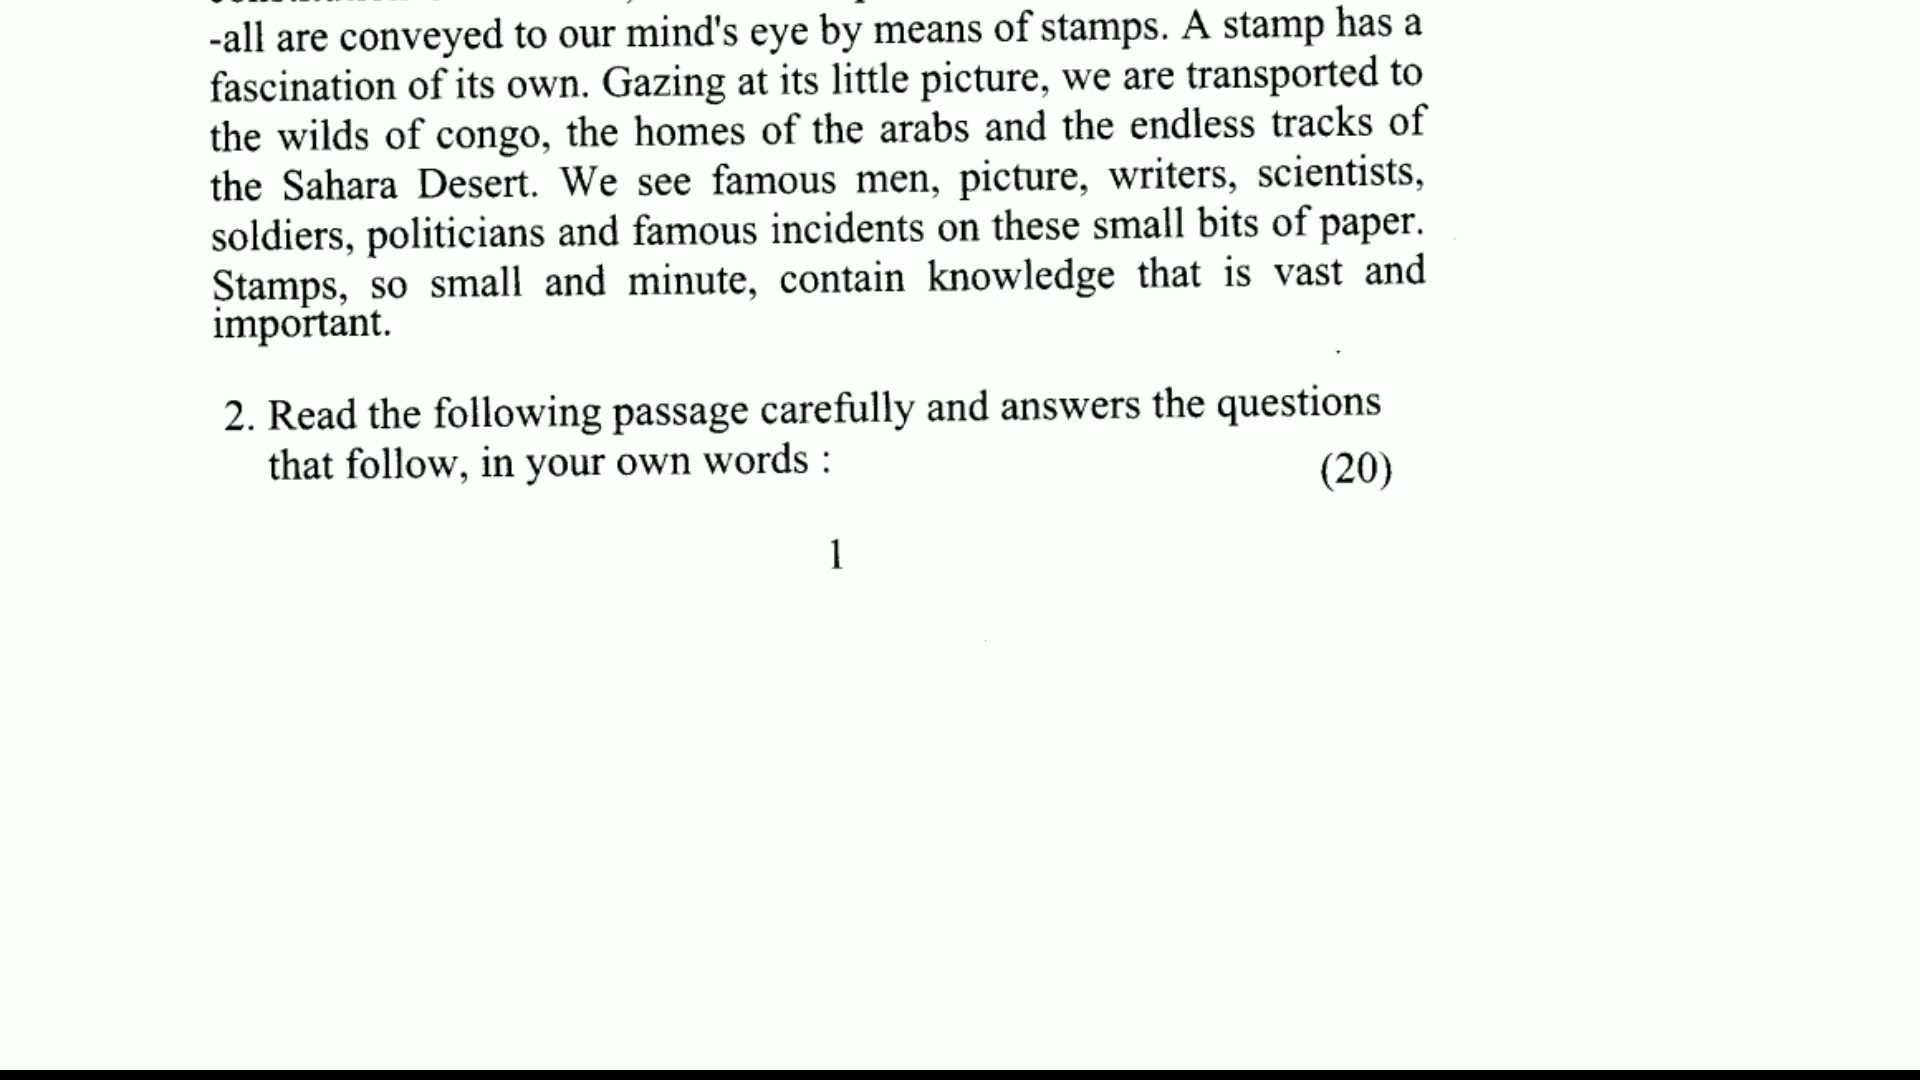 -all are conveyed to our mind's eye by means of stamps. A stamp has a
fascination of its own. Gazing at its little picture, we are transported to
the wilds of congo, the homes of the arabs and the endless tracks of
the Sahara Desert. We see famous men, picture, writers, scientists,
soldiers, politicians and famous incidents on these small bits of paper.
Stamps, so small and minute, contain knowledge that is vast and
important.
2. Read the following passage carefully and answers the questions
that follow, in your own words : (20)
1